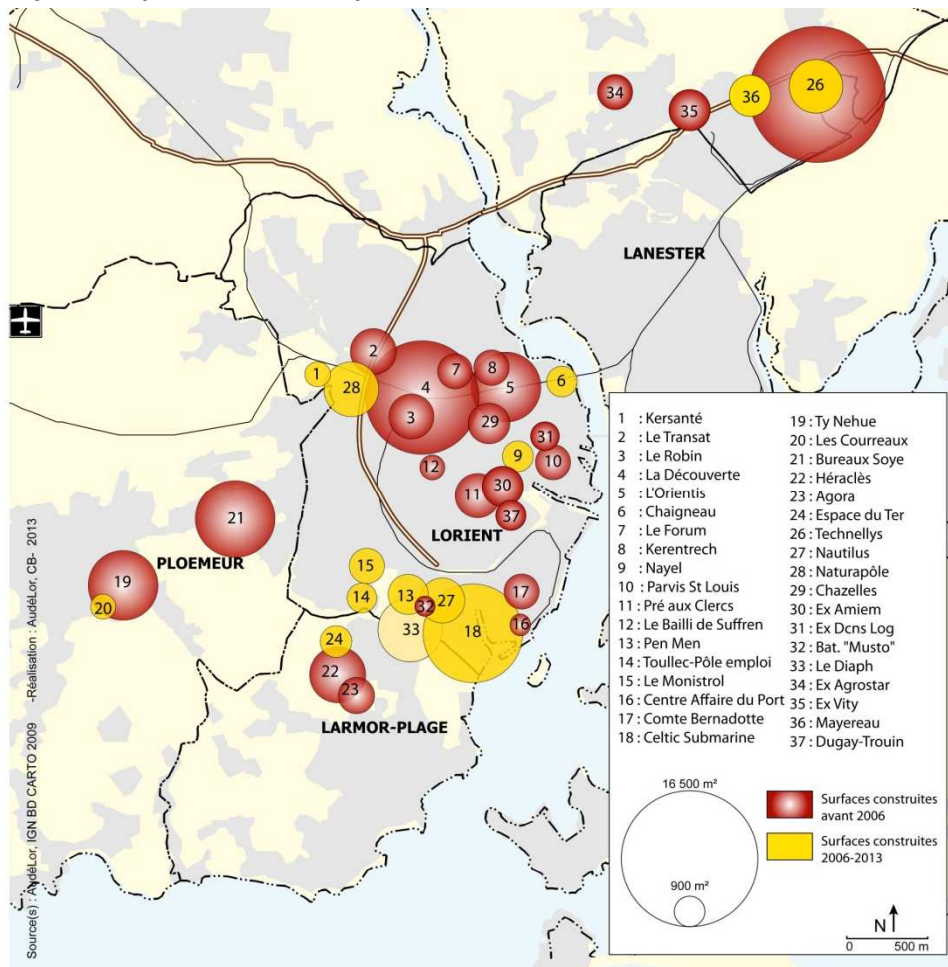 34
35
36
26
LANESTER
2
1
28
7
8
4
5
6
3
29
31
9
10
12
30
11
37
LORIENT
21
PLOEMEUR
19
20
15
14
13
32
27
17
16
33
18
24
22
23
LARMOR-PLAGE
Source(s) : AudéLor, IGN BD CARTO 2009 -Réalisation : AudéLor, CB- 2013
1 : Kersanté
2 : Le Transat
3 : Le Robin
4 : La Découverte
5 : L'Orientis
6 : Chaigneau
7 : Le Forum
8 : Kerentrech
9 : Nayel
10 : Parvis St Louis
11 : Pré aux Clercs
12 : Le Bailli de Suffren
13 : Pen Men
14 : Toullec-Pôle emploi
15 : Le Monistrol
16 : Centre Affaire du Port
17 : Comte Bernadotte
18 : Celtic Submarine
19 : Ty Nehue
20 : Les Courreaux
21 : Bureaux Soye
22 : Héraclès
23 : Agora
24 : Espace du Ter
26 : Technellys
27 : Nautilus
28 : Naturapôle
29 : Chazelles
30 : Ex Amiem
31 : Ex Dcns Log
32 : Bat. "Musto"
33 : Le Diaph
34 : Ex Agrostar
35 : Ex Vity
36 : Mayereau
37 : Dugay-Trouin
16 500 m²
900 m²
Surfaces construites
avant 2006
Surfaces construites
2006-2013
N
0 500 m